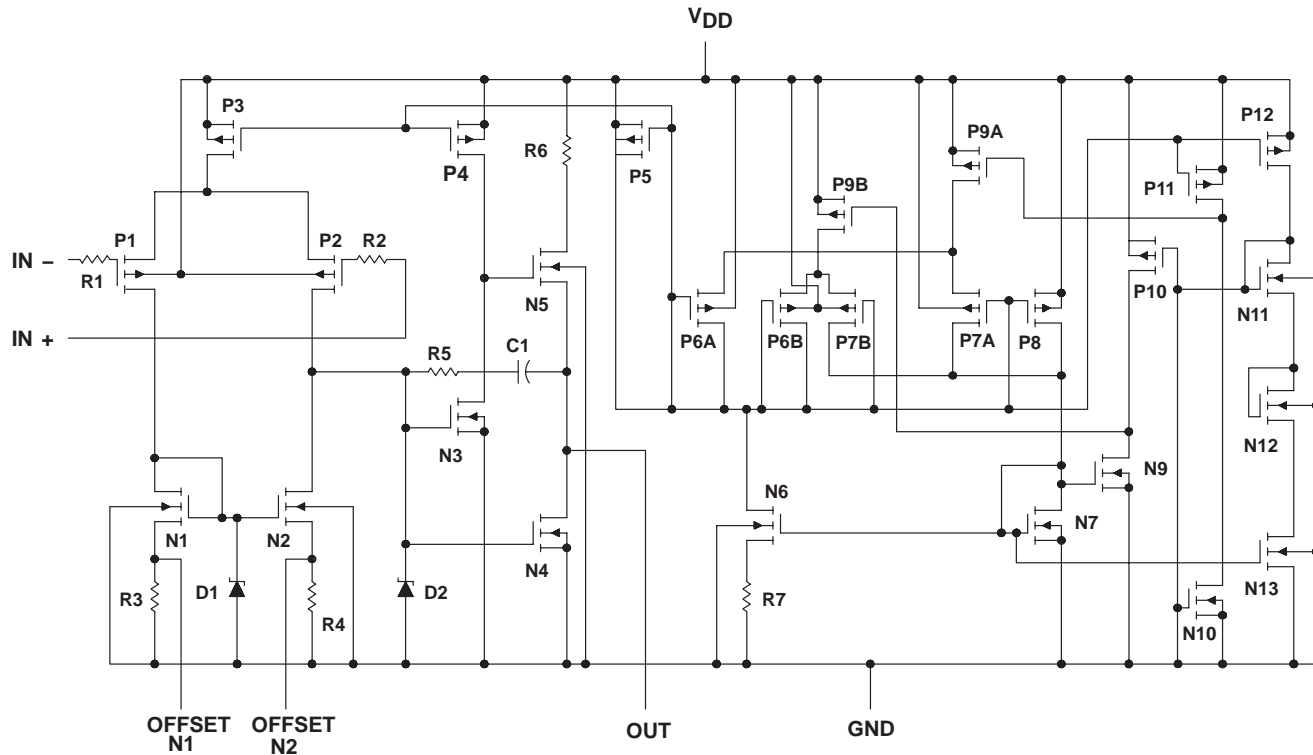 VDD
P3
P12
P4
R6
P5
P9A
P9B
P11
P1
P2
R2
IN –
R1
N5
P10
N11
P6A
P6B
P7B
P7A
P8
IN +
R5
C1
N3
N12
N9
N6
N7
N1
N2
N4
R3
D1
R4
D2
R7
N13
N10
OFFSET
N1
OFFSET
N2
OUT
GND